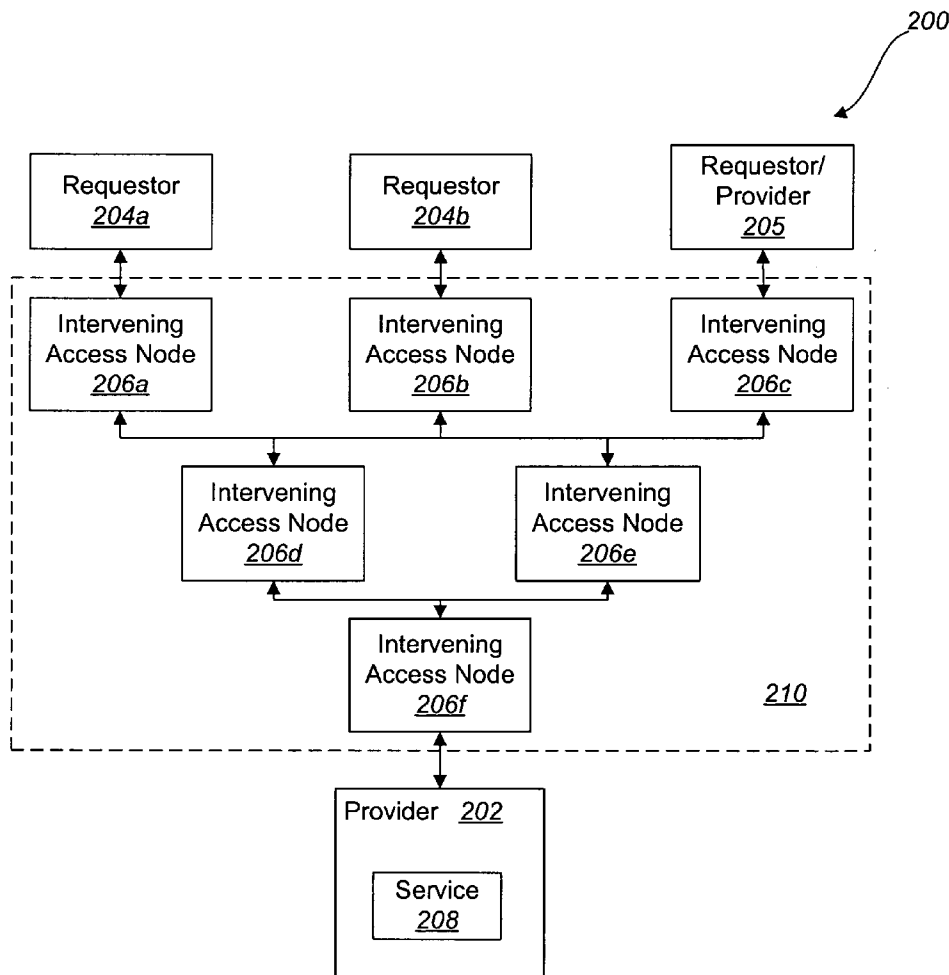 200
Requestor
204a
Requestor
204b
Requestor/
Provider
205
Intervening
Access Node
206a
Intervening
Access Node
206b
Intervening
Access Node
206c
Intervening
Access Node
206d
Intervening
Access Node
206e
Intervening
Access Node
206f
210
Provider 202
Service
208